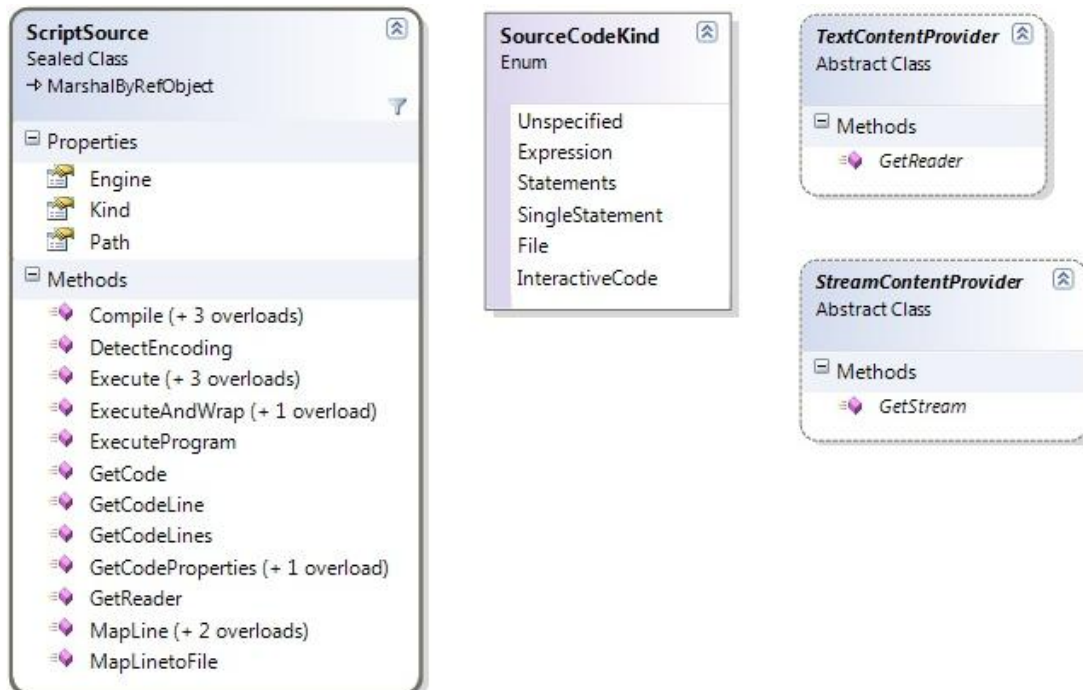 ScriptSource
Sealed Class
MarshalByRefObject
Properties
Engine
Kind
Path
Methods
Compile (+ 3 overloads)
DetectEncoding
Execute (+ 3 overloads)
ExecuteAndWrap (+ 1 overload)
ExecuteProgram
GetCode
GetCodeLine
GetCodeLines
GetCodeProperties (+ 1 overload)
GetReader
MapLine (+ 2 overloads)
MapLinetoFile
SourceCodeKind
Enum
Unspecified
Expression
Statements
SingleStatement
File
InteractiveCode
TextContentProvider
Abstract Class
Methods
GetReader
StreamContentProvider
Abstract Class
Methods
GetStream